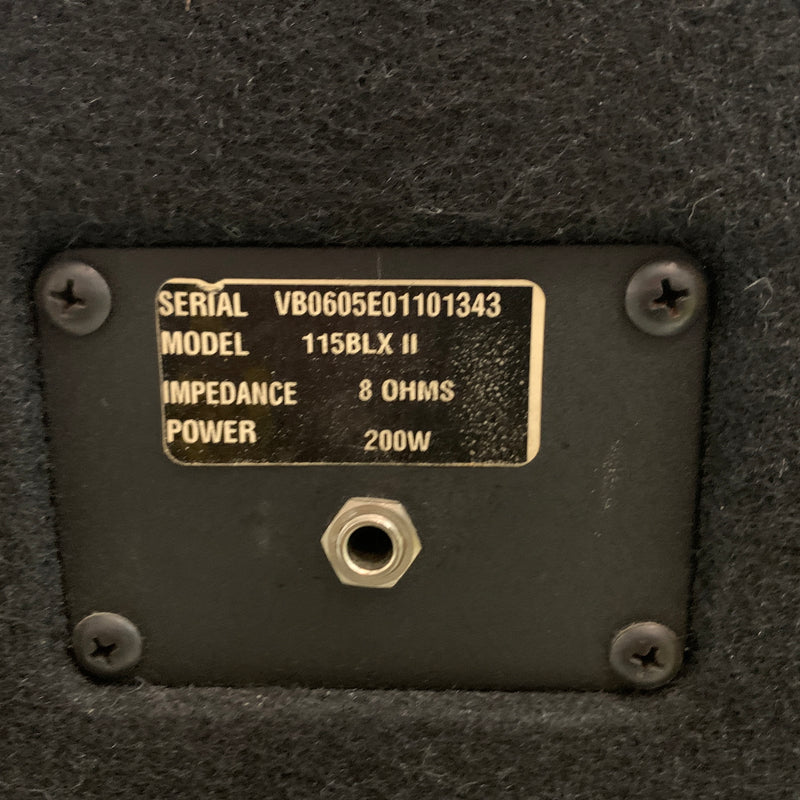 SERIAL VB0605E01101343
MODEL 115BLX II
IMPEDANCE 8 OHMS
POWER 200W